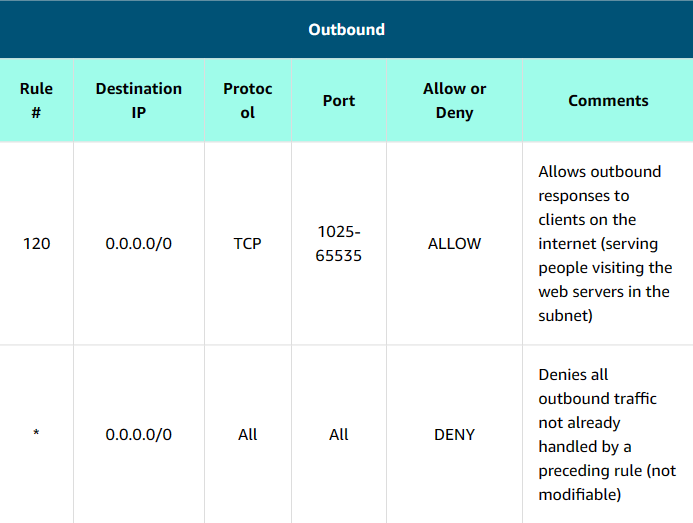 Outbound
Rule
#
Destination
IP
Protoc
ol
Port
Allow or
Deny
Comments
120
0.0.0.0/0
TCP
1025-
65535
ALLOW
Allows outbound
responses to
clients on the
internet (serving
people visiting the
web servers in the
subnet)
*
0.0.0.0/0
All
All
DENY
Denies all
outbound traffic
not already
handled by a
preceding rule (not
modifiable)